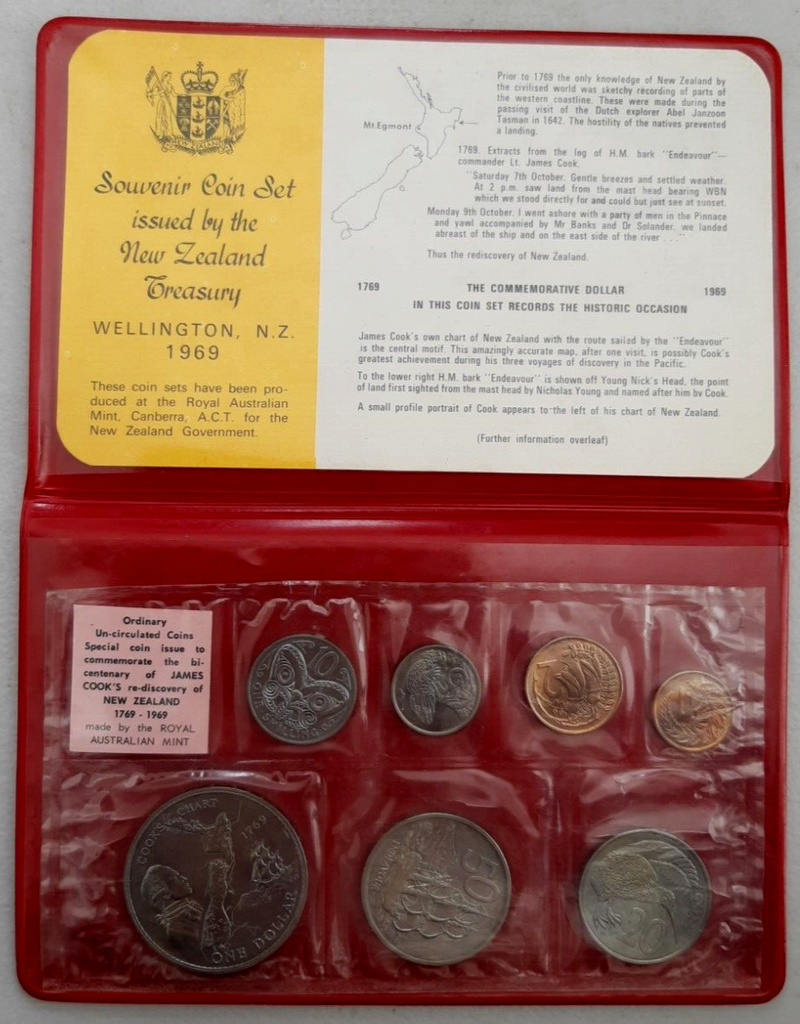 NEW ZEALAND
Souvenir Coin Set
issued by the
New Zealand
Treasury
WELLINGTON, N.Z.
1969
These coin sets have been pro-
duced at the Royal Australian
Mint, Canberra, A.C.T. for the
New Zealand Government.
Mt.Egmont
Prior to 1769 the only knowledge of New Zealand by
the civilised world was sketchy recording of parts of
the western coastline. These were made during the
passing visit of the Dutch explorer Abel Janzoon
Tasman in 1642. The hostility of the natives prevented
a landing.
1769. Extracts from the log of H.M. bark "Endeavour"—
commander Lt. James Cook.
"Saturday 7th October. Gentle breezes and settled weather.
At 2 p.m. saw land from the mast head bearing WBN
which we stood directly for and could but just see at sunset.
Monday 9th October. I went ashore with a party of men in the Pinnace
and yawl accompanied by Mr Banks and Dr Solander, we landed
abreast of the ship and on the east side of the river . . ."
Thus the rediscovery of New Zealand.
1769 THE COMMEMORATIVE DOLLAR 1969
IN THIS COIN SET RECORDS THE HISTORIC OCCASION
James Cook's own chart of New Zealand with the route sailed by the "Endeavour"
is the central motif. This amazingly accurate map, after one visit, is possibly Cook's
greatest achievement during his three voyages of discovery in the Pacific.
To the lower right H.M. bark "Endeavour" is shown off Young Nick's Head, the point
of land first sighted from the mast head by Nicholas Young and named after him by Cook.
A small profile portrait of Cook appears to the left of his chart of New Zealand.
(Further information overleaf)
Ordinary
Un-circulated Coins
Special coin issue to
commemorate the bi-
centenary of JAMES
COOK'S re-discovery of
NEW ZEALAND
1769 - 1969
made by the ROYAL
AUSTRALIAN MINT
10
ONE SHILLING
5
2
1
COOK'S CHART
1769
ONE DOLLAR
50
20